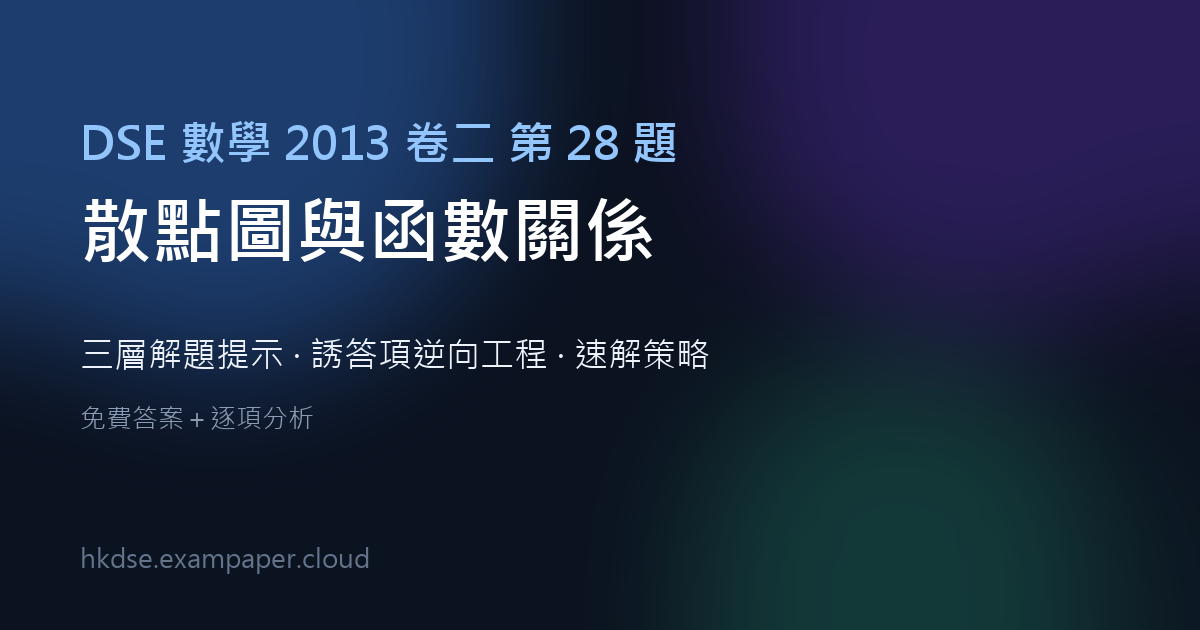 DSE 數學 2013 卷二 第 28 題
散點圖與函數關係
三層解題提示 · 誘答項逆向工程 · 速解策略
免費答案 + 逐項分析
hkdse.exampaper.cloud